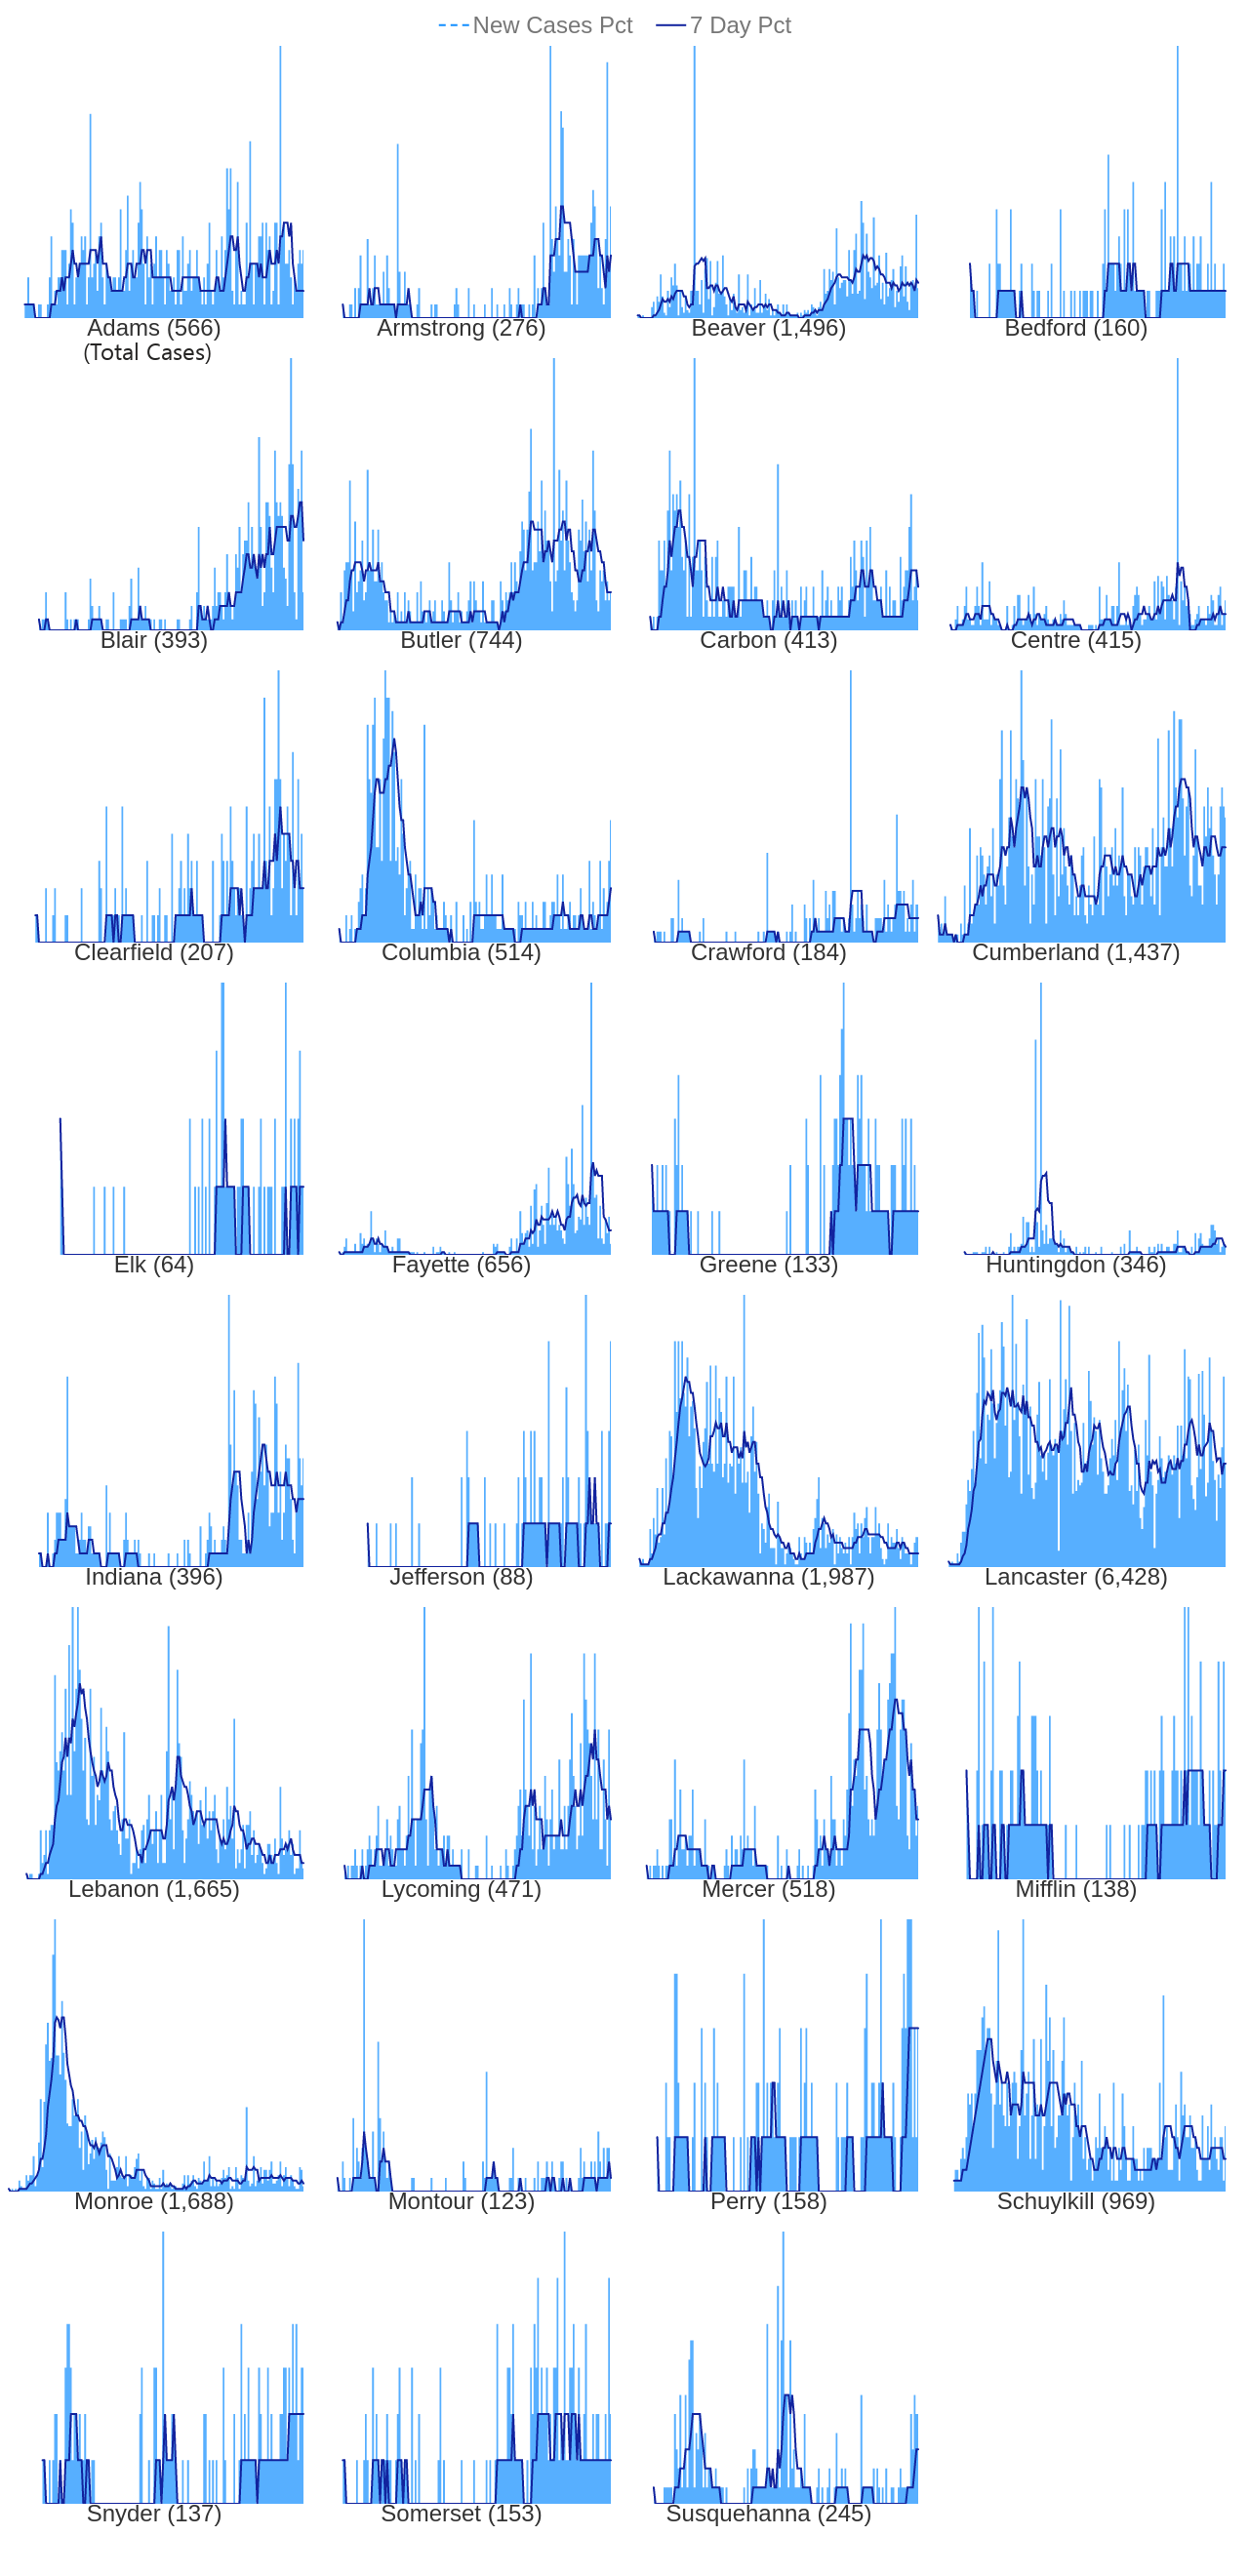 New Cases Pct 7 Day Pct
Adams (566) Armstrong (276) Beaver (1,496) Bedford (160)
(Total Cases)
Blair (393) Butler (744) Carbon (413) Centre (415)
Clearfield (207) Columbia (514) Crawford (184) Cumberland (1,437)
Elk (64) Fayette (656) Greene (133) Huntingdon (346)
Indiana (396) Jefferson (88) Lackawanna (1,987) Lancaster (6,428)
Lebanon (1,665) Lycoming (471) Mercer (518) Mifflin (138)
Monroe (1,688) Montour (123) Perry (158) Schuylkill (969)
Snyder (137) Somerset (153) Susquehanna (245)